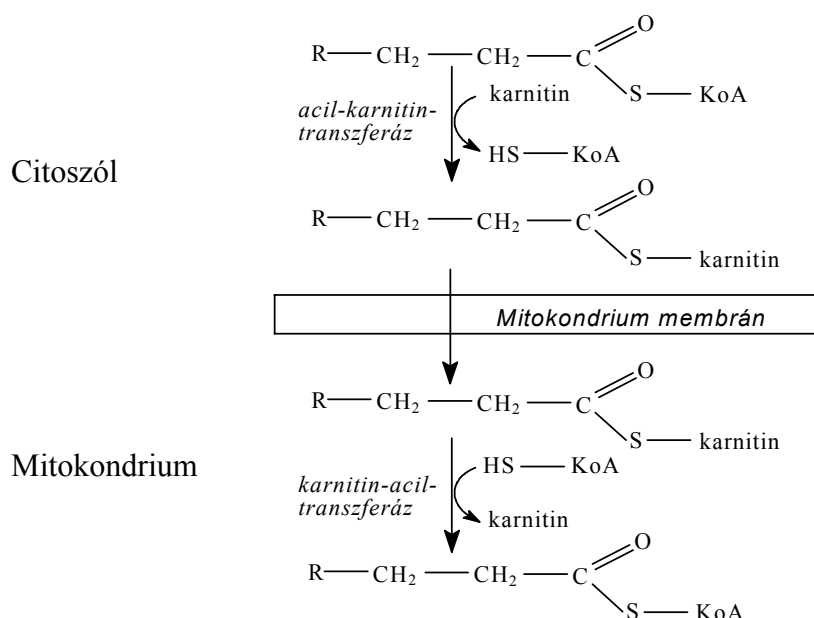 R—CH₂—CH₂—C=O
S—KoA
karnitin
acil-karnitin-
transzferáz
HS—KoA
Citoszól
R—CH₂—CH₂—C=O
S—karnitin
Mitokondrium membrán
R—CH₂—CH₂—C=O
S—karnitin
Mitokondrium
HS—KoA
karnitin-acil-
transzferáz
karnitin
R—CH₂—CH₂—C=O
S—KoA